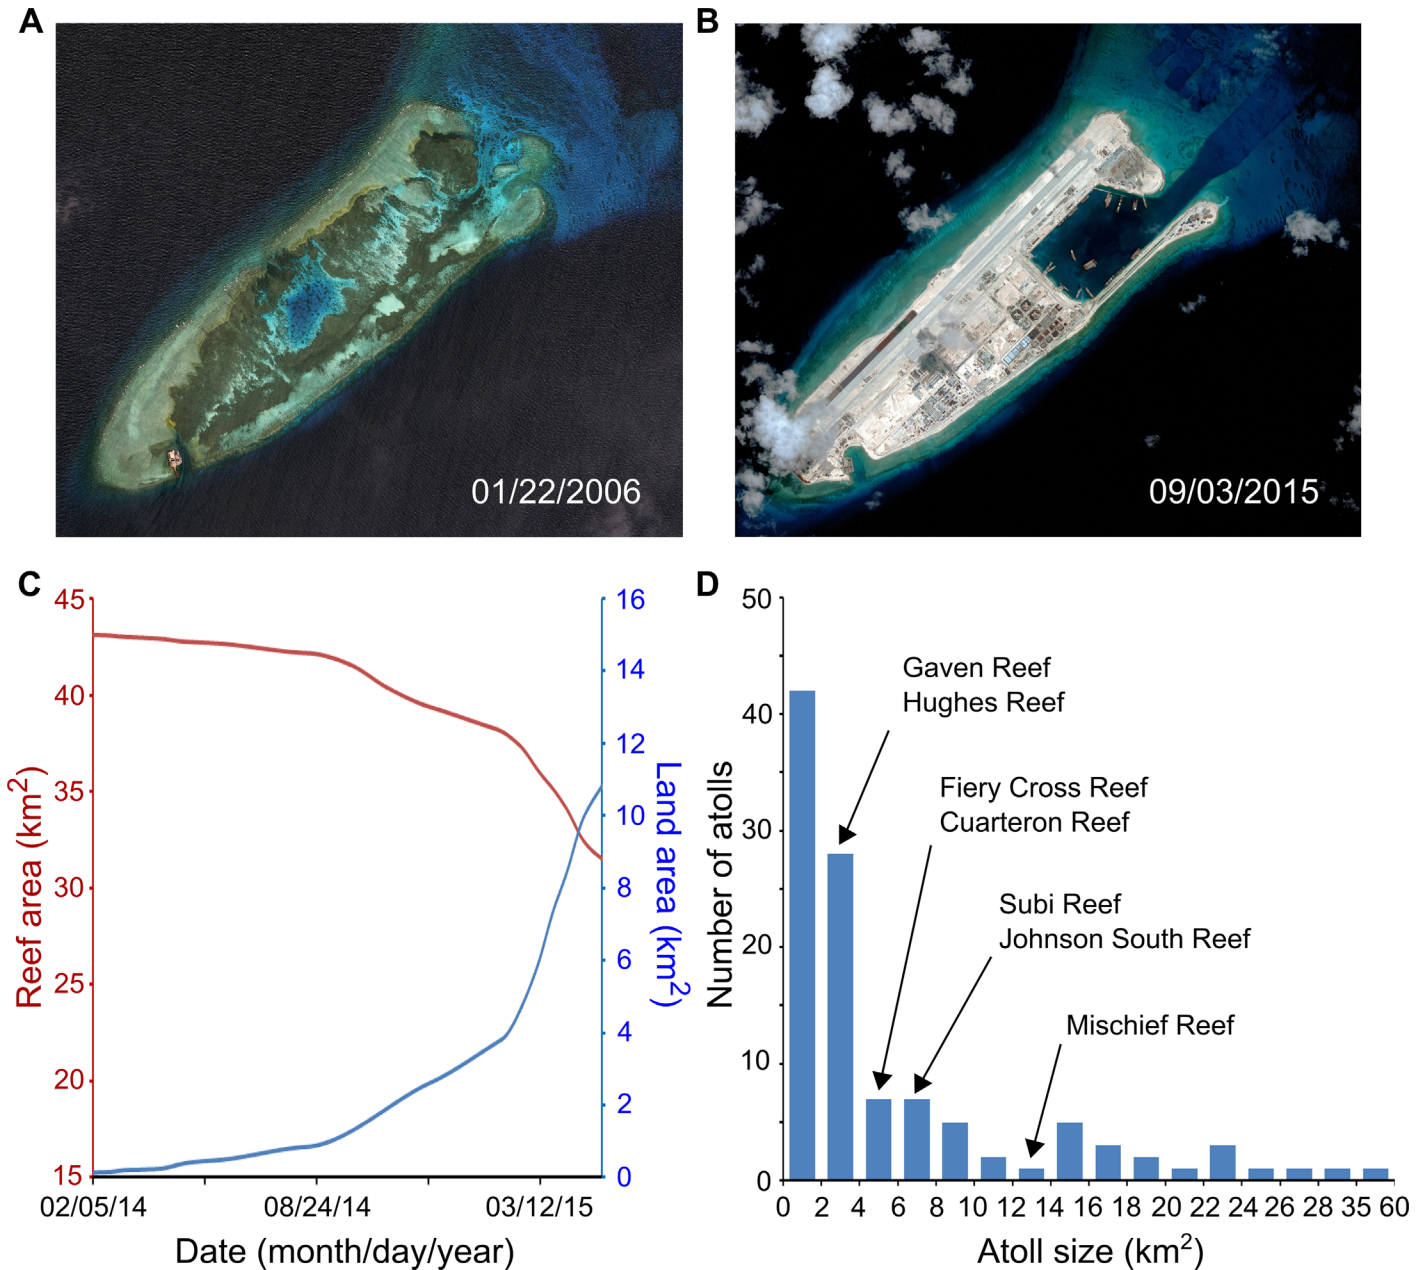 A
B
01/22/2006
09/03/2015
C
45
40
35
30
25
20
15
Reef area (km2)
16
14
12
10
8
6
4
2
0
Land area (km2)
02/05/14
08/24/14
03/12/15
Date (month/day/year)
D
50
40
30
20
10
0
Number of atolls
Gaven Reef
Hughes Reef
Fiery Cross Reef
Cuarteron Reef
Subi Reef
Johnson South Reef
Mischief Reef
0 2 4 6 8 10 12 14 16 18 20 22 24 26 28 35 60
Atoll size (km2)